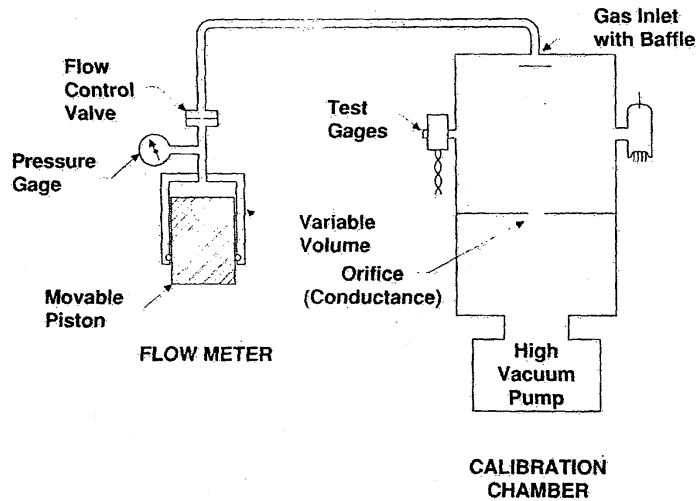 Gas Inlet
with Baffle
Flow
Control
Valve
Test
Gages
Pressure
Gage
Variable
Volume
Orifice
(Conductance)
Movable
Piston
FLOW METER
High
Vacuum
Pump
CALIBRATION
CHAMBER